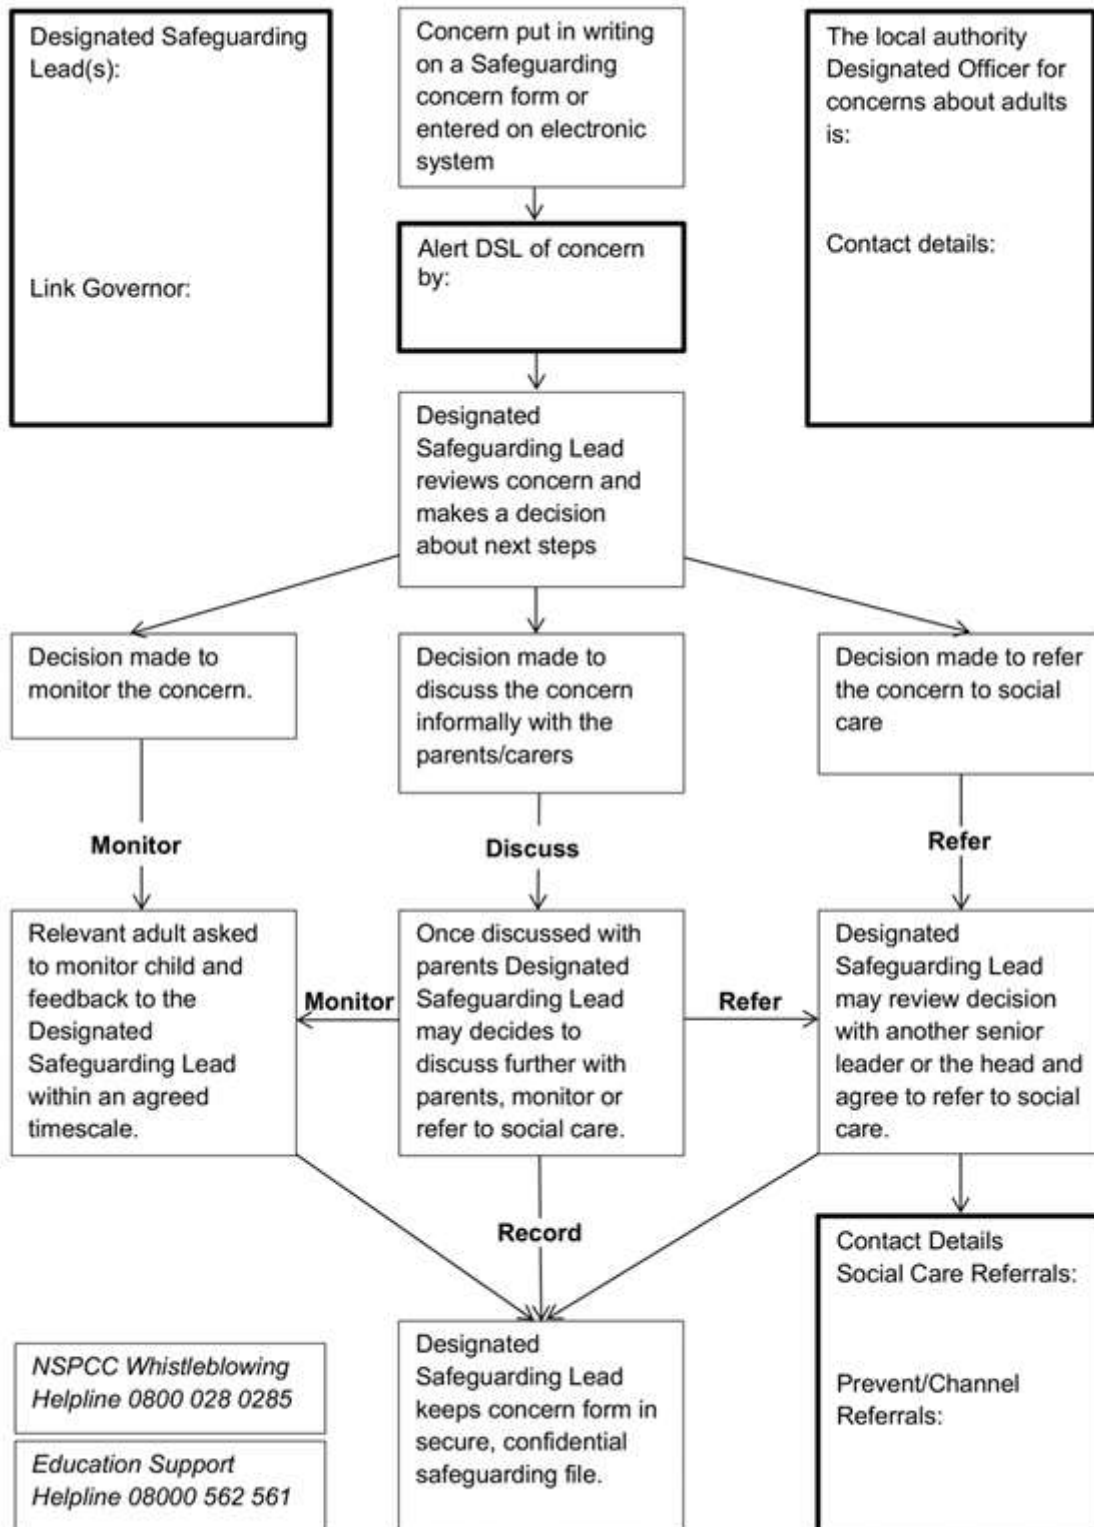 Designated Safeguarding
Lead(s):
Link Governor:
Concern put in writing
on a Safeguarding
concern form or
entered on electronic
system
The local authority
Designated Officer for
concerns about adults
is:
Contact details:
Alert DSL of concern
by:
Designated
Safeguarding Lead
reviews concern and
makes a decision
about next steps
Decision made to
monitor the concern.
Decision made to
discuss the concern
informally with the
parents/carers
Decision made to refer
the concern to social
care
Monitor
Discuss
Refer
Relevant adult asked
to monitor child and
feedback to the
Designated
Safeguarding Lead
within an agreed
timescale.
Monitor
Once discussed with
parents Designated
Safeguarding Lead
may decides to
discuss further with
parents, monitor or
refer to social care.
Refer
Designated
Safeguarding Lead
may review decision
with another senior
leader or the head and
agree to refer to social
care.
Record
Contact Details
Social Care Referrals:
Prevent/Channel
Referrals:
Designated
Safeguarding Lead
keeps concern form in
secure, confidential
safeguarding file.
NSPCC Whistleblowing
Helpline 0800 028 0285
Education Support
Helpline 08000 562 561